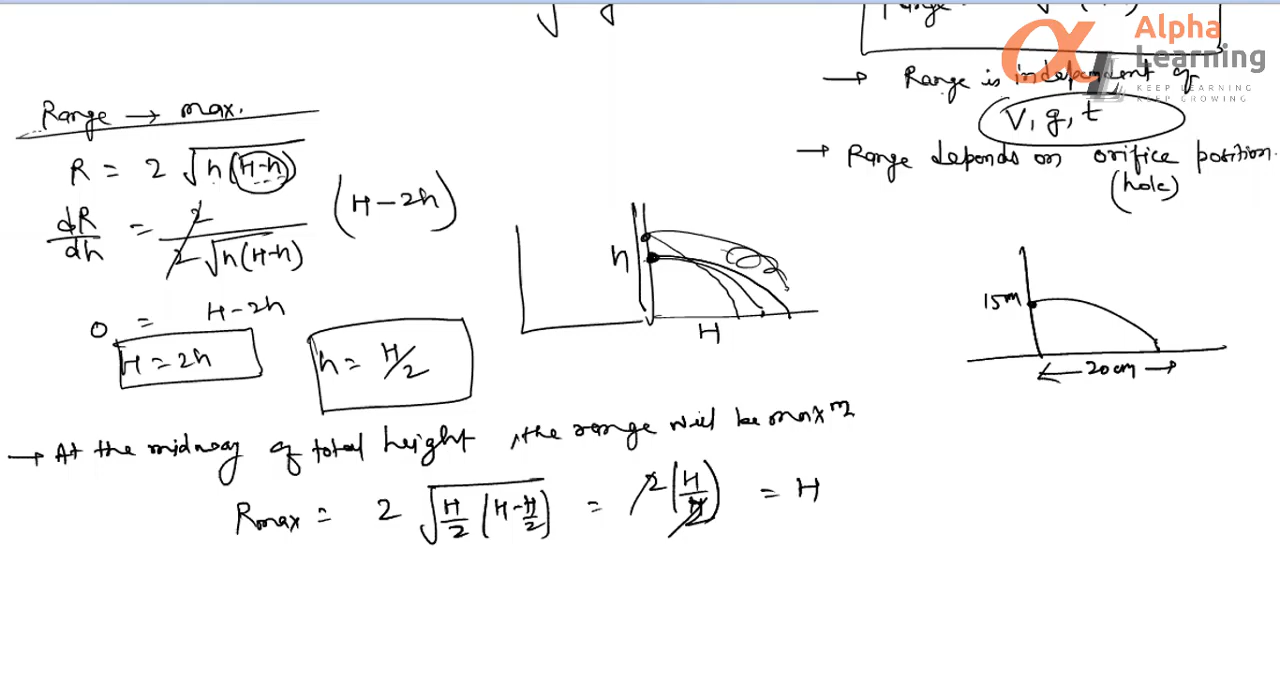 Range
Alpha
Learning
KEEP LEARNING
KEEP GROWING
→ Range is independent of
V, g, t
→ Range depends on orifice position.
(hole)
Range → max.
R = 2 √h(H-h)
dR/dh = 2/2√h(H-h) (H-2h)
0 = H-2h
H = 2h
h = H/2
h
H
15m
20cm
→ At the midway of total height, the range will be maxm
Rmax = 2 √H/2 (H-H/2) = 2(H/2) = H